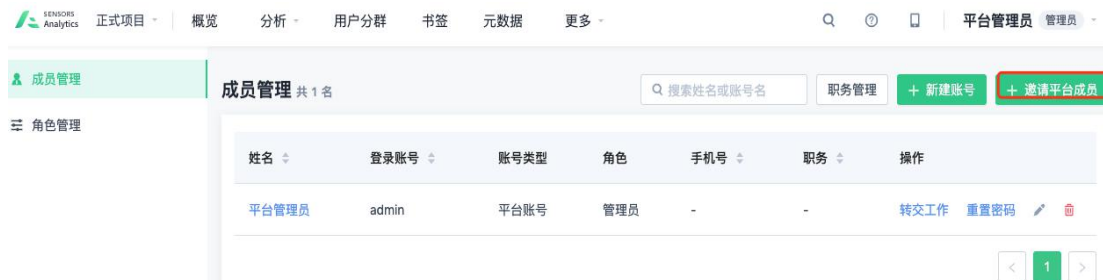 SENSORS Analytics 正式项目 概览 分析 用户分群 书签 元数据 更多 平台管理员 管理员
成员管理
角色管理
成员管理 共 1 名 搜索姓名或账号名 职务管理 + 新建账号 + 邀请平台成员
姓名 登录账号 账号类型 角色 手机号 职务 操作
平台管理员 admin 平台账号 管理员 - - 转交工作 重置密码
< 1 >